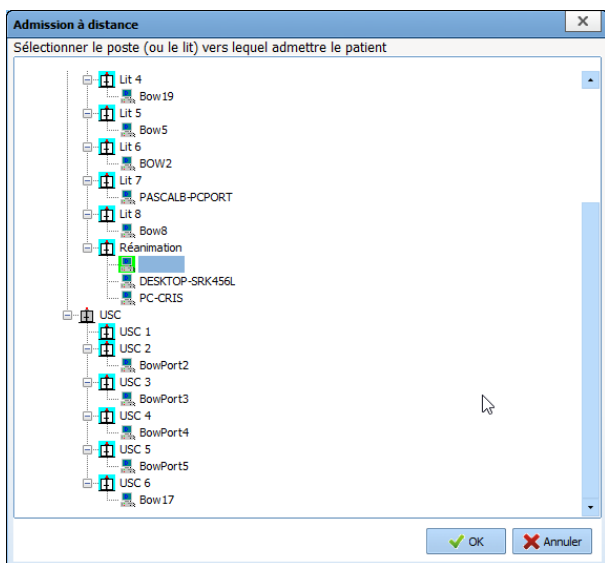 Admission à distance
Sélectionner le poste (ou le lit) vers lequel admettre le patient
Lit 4
Bow19
Lit 5
Bow5
Lit 6
BOW2
Lit 7
PASCALB-PCPORT
Lit 8
Bow8
Réanimation
DESKTOP-SRK456L
PC-CRIS
USC
USC 1
USC 2
BowPort2
USC 3
BowPort3
USC 4
BowPort4
USC 5
BowPort5
USC 6
Bow17
OK
Annuler